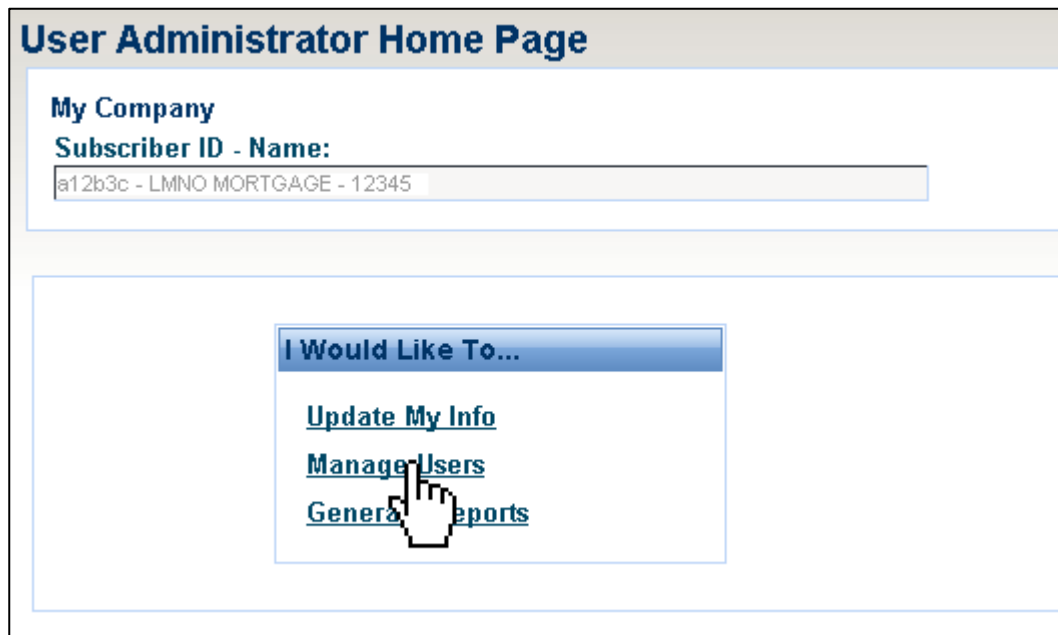 User Administrator Home Page
My Company
Subscriber ID - Name:
a12b3c - LMNO MORTGAGE - 12345
I Would Like To...
Update My Info
Manage Users